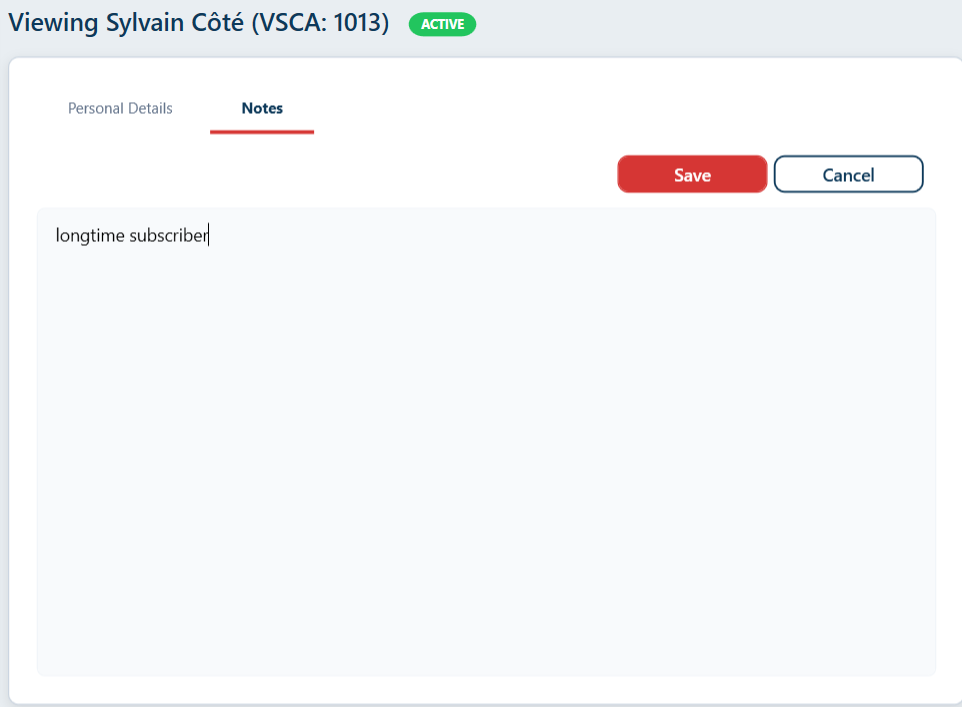 Viewing Sylvain Côté (VSCA: 1013) ACTIVE
Personal Details Notes
Save Cancel
longtime subscriber